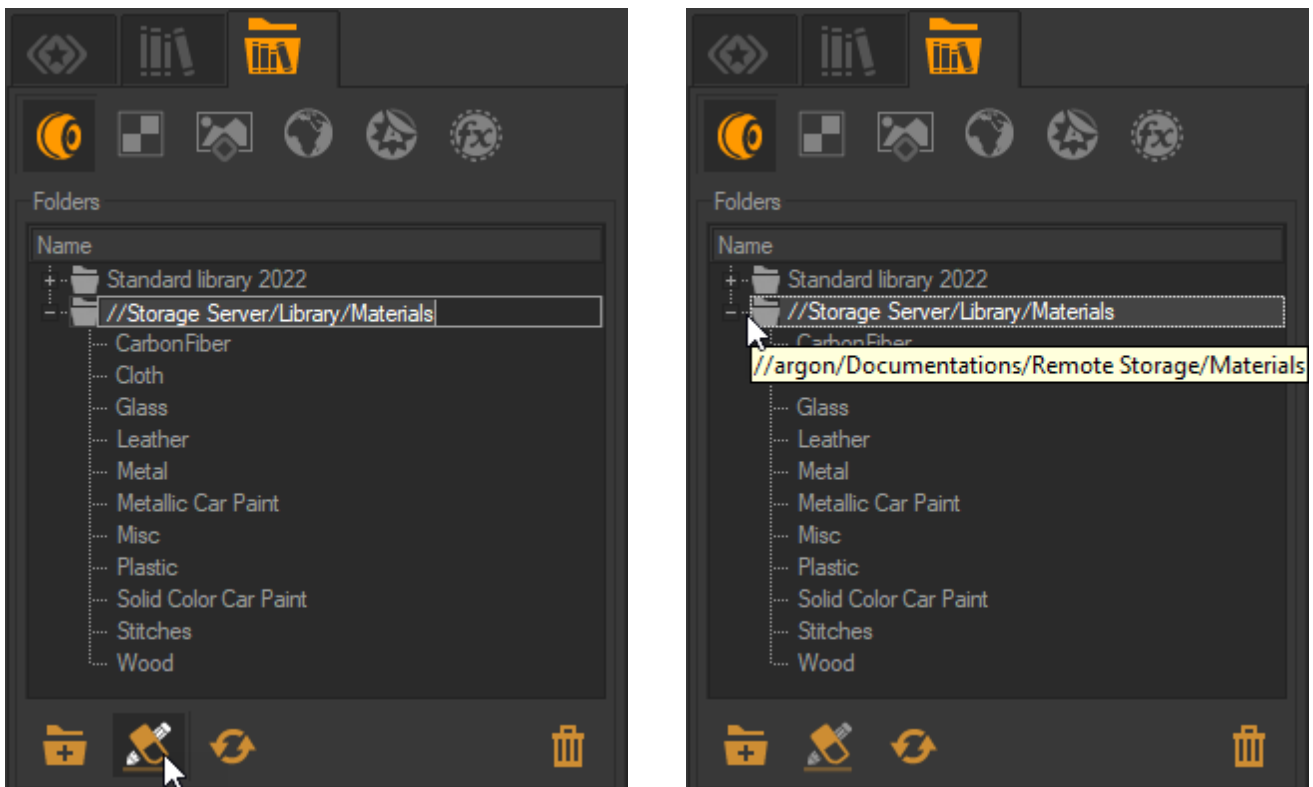 Folders
Name
Standard library 2022
//Storage Server/Library/Materials
CarbonFiber
Cloth
Glass
Leather
Metal
Metallic Car Paint
Misc
Plastic
Solid Color Car Paint
Stitches
Wood
Folders
Name
Standard library 2022
//Storage Server/Library/Materials
CarbonFiber
//argon/Documentations/Remote Storage/Materials
Glass
Leather
Metal
Metallic Car Paint
Misc
Plastic
Solid Color Car Paint
Stitches
Wood